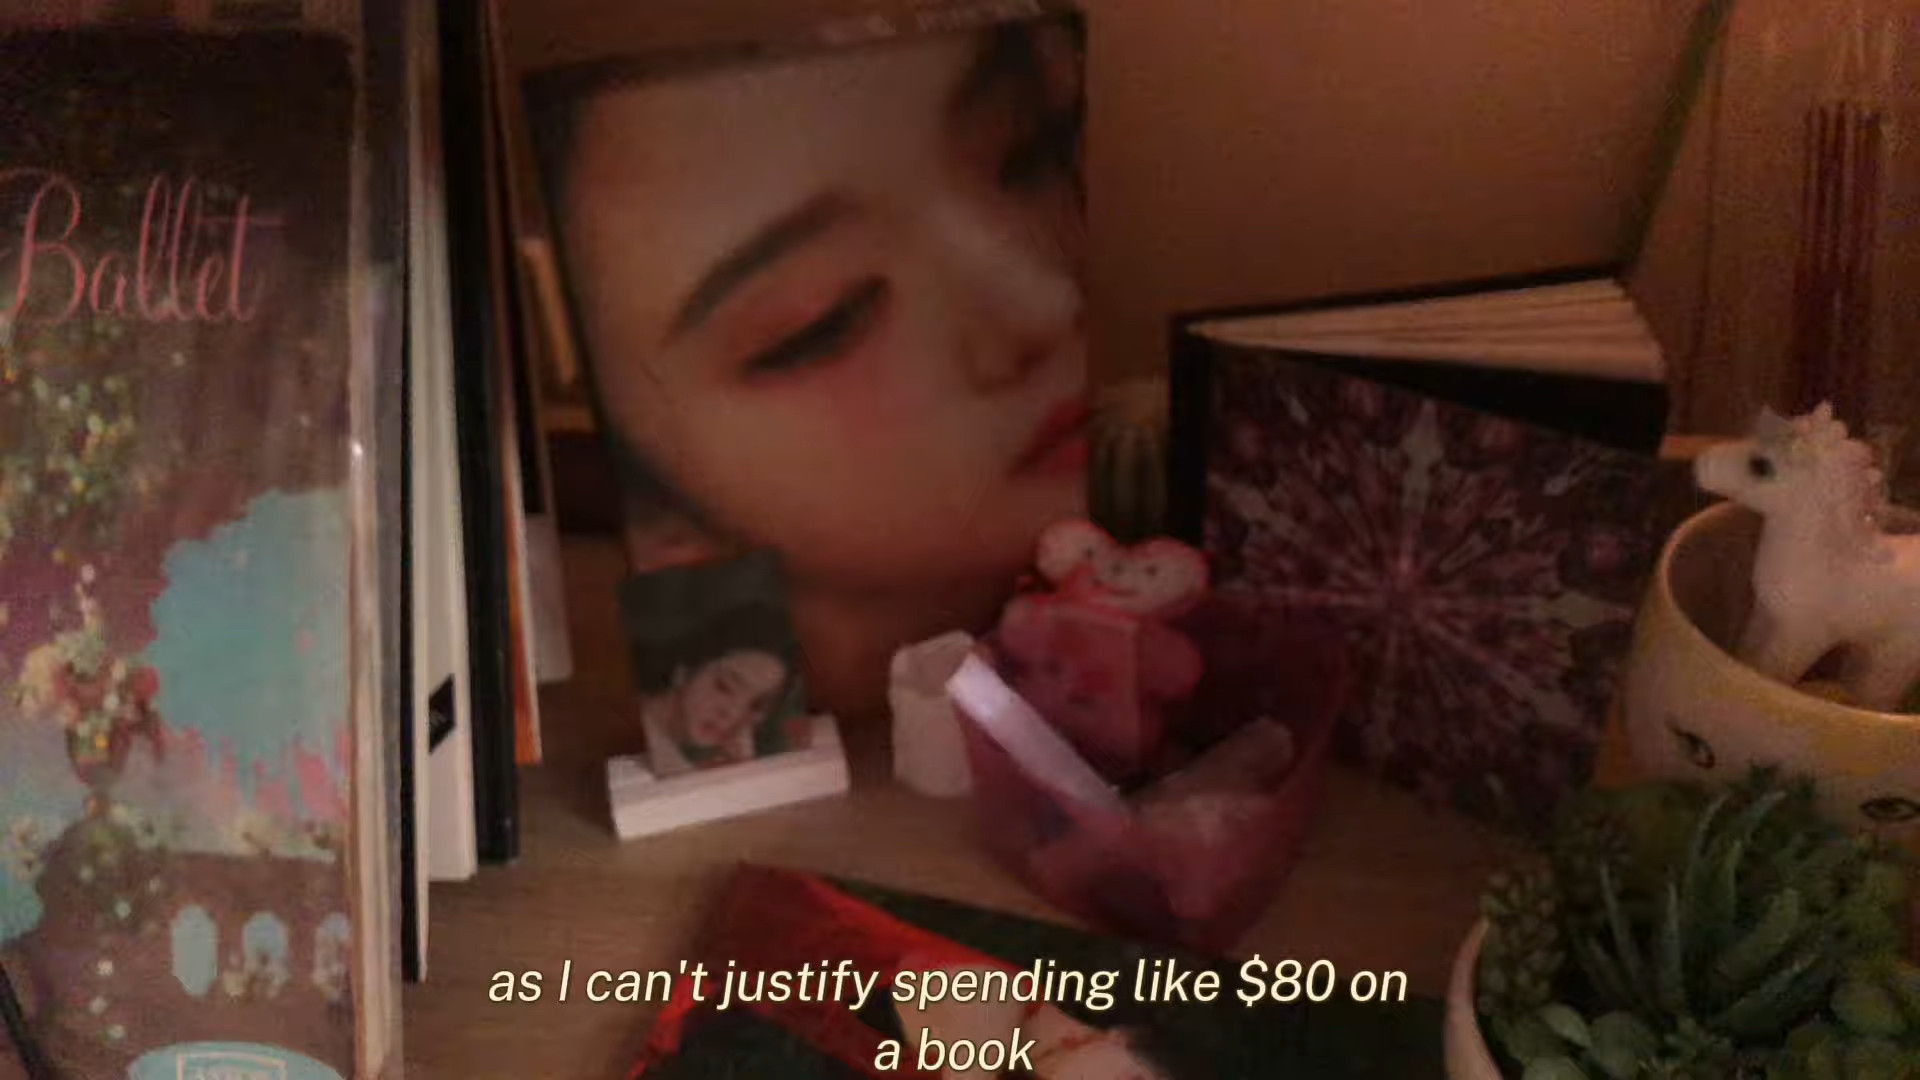 Ballet
as I can't justify spending like $80 on
a book